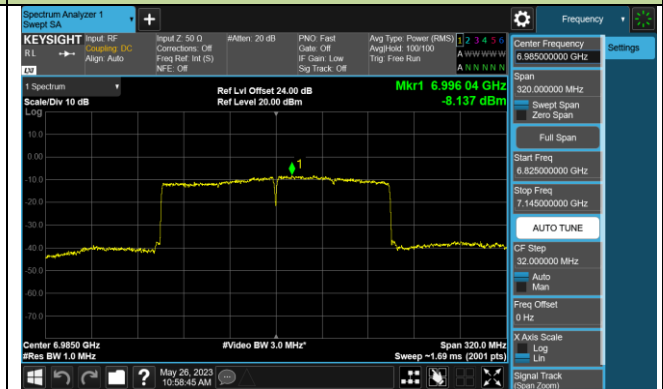 Spectrum Analyzer 1
Swept SA
Frequency
KEYSIGHT Input: RF
RL Coupling: DC
Align: Auto
Input Z: 50 Ω
Corrections: Off
Freq Ref: Int (S)
NFE: Off
#Atten: 20 dB
PNO: Fast
Gate: Off
IF Gain: Low
Sig Track: Off
Avg Type: Power (RMS)
Avg|Hold: 100/100
Trig: Free Run
1 2 3 4 5 6
A W W W W W
A N N N N N
LXI
1 Spectrum
Scale/Div 10 dB
Log
Ref Lvl Offset 24.00 dB
Ref Level 20.00 dBm
Mkr1 6.996 04 GHz
-8.137 dBm
10.0
0.00
-10.0
-20.0
-30.0
-40.0
-50.0
-60.0
-70.0
1
Center 6.9850 GHz
#Res BW 1.0 MHz
#Video BW 3.0 MHz*
Span 320.0 MHz
Sweep ~1.69 ms (2001 pts)
May 26, 2023
10:58:45 AM
Center Frequency
6.985000000 GHz
Settings
Span
320.000000 MHz
Swept Span
Zero Span
Full Span
Start Freq
6.825000000 GHz
Stop Freq
7.145000000 GHz
AUTO TUNE
CF Step
32.000000 MHz
Auto
Man
Freq Offset
0 Hz
X Axis Scale
Log
Lin
Signal Track
(Span Zoom)